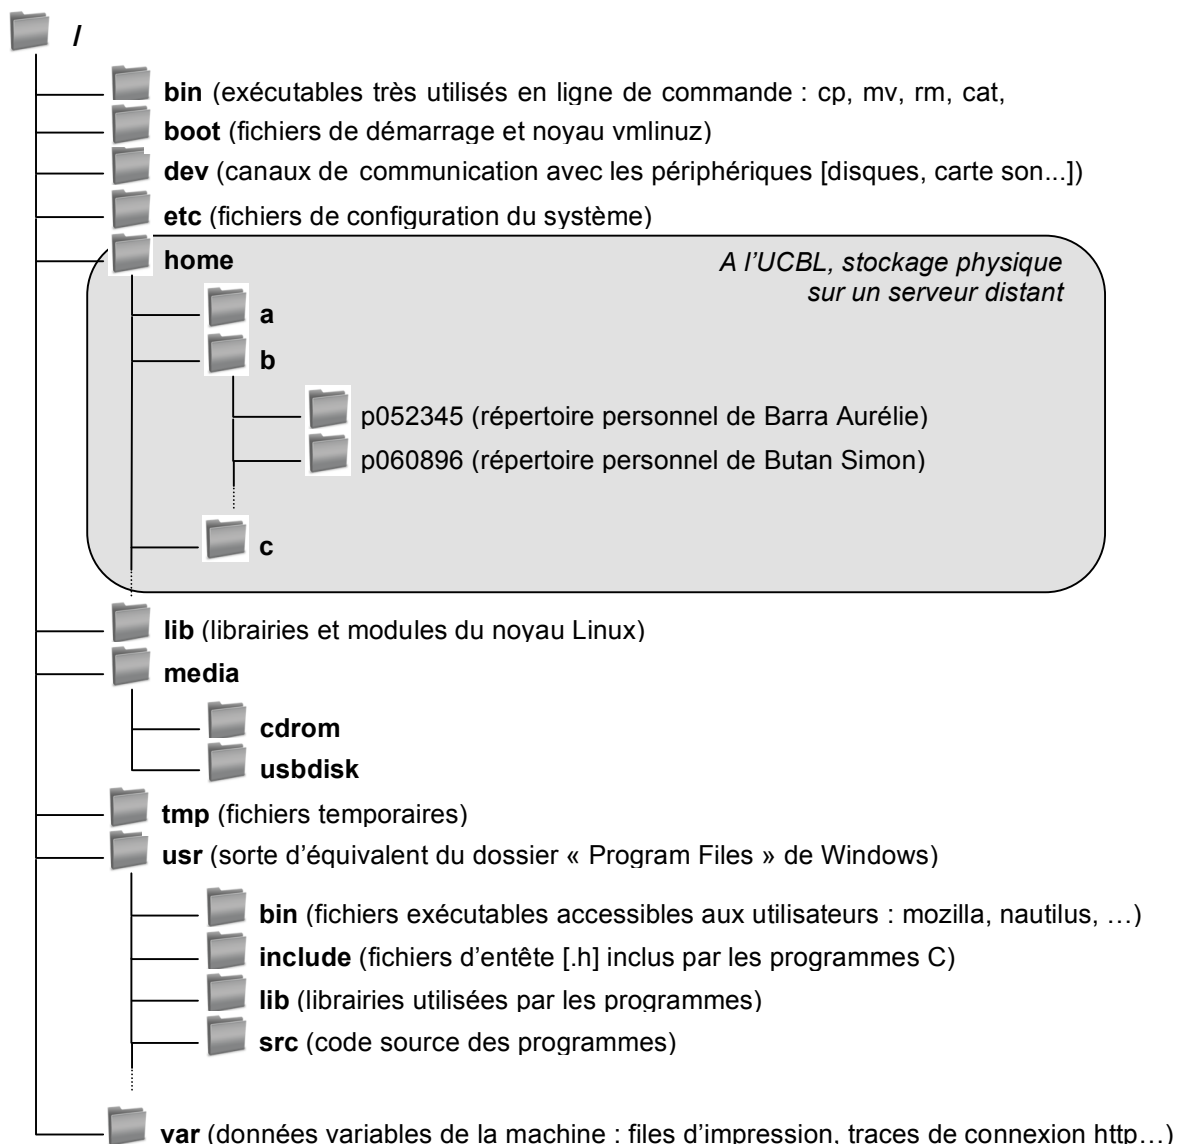 /
bin (exécutables très utilisés en ligne de commande : cp, mv, rm, cat,
boot (fichiers de démarrage et noyau vmlinuz)
dev (canaux de communication avec les périphériques [disques, carte son...])
etc (fichiers de configuration du système)
home
A l’UCBL, stockage physique
sur un serveur distant
a
b
p052345 (répertoire personnel de Barra Aurélie)
p060896 (répertoire personnel de Butan Simon)
c
lib (librairies et modules du noyau Linux)
media
cdrom
usbdisk
tmp (fichiers temporaires)
usr (sorte d’équivalent du dossier « Program Files » de Windows)
bin (fichiers exécutables accessibles aux utilisateurs : mozilla, nautilus, …)
include (fichiers d’entête [.h] inclus par les programmes C)
lib (librairies utilisées par les programmes)
src (code source des programmes)
var (données variables de la machine : files d’impression, traces de connexion http…)